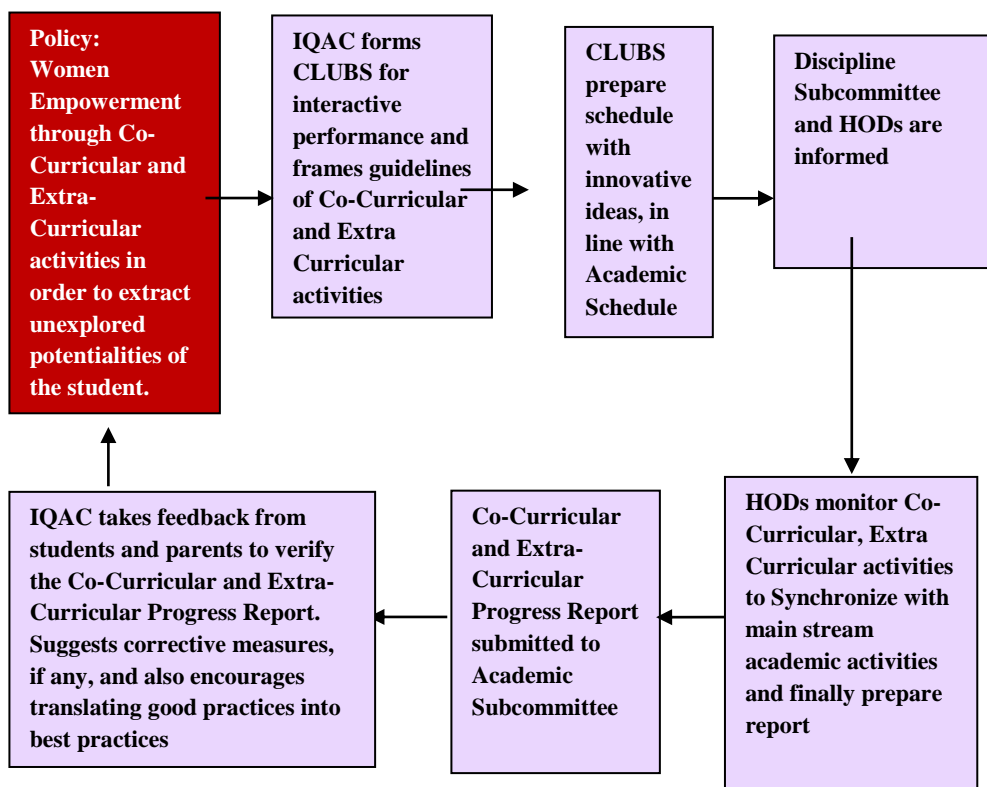 Policy:
Women
Empowerment
through Co-
Curricular and
Extra-
Curricular
activities in
order to extract
unexplored
potentialities of
the student.
IQAC forms
CLUBS for
interactive
performance and
frames guidelines
of Co-Curricular
and Extra
Curricular
activities
CLUBS
prepare
schedule
with
innovative
ideas, in
line with
Academic
Schedule
Discipline
Subcommittee
and HODs are
informed
HODs monitor Co-
Curricular, Extra
Curricular activities
to Synchronize with
main stream
academic activities
and finally prepare
report
Co-Curricular
and Extra-
Curricular
Progress Report
submitted to
Academic
Subcommittee
IQAC takes feedback from
students and parents to verify
the Co-Curricular and Extra-
Curricular Progress Report.
Suggests corrective measures,
if any, and also encourages
translating good practices into
best practices